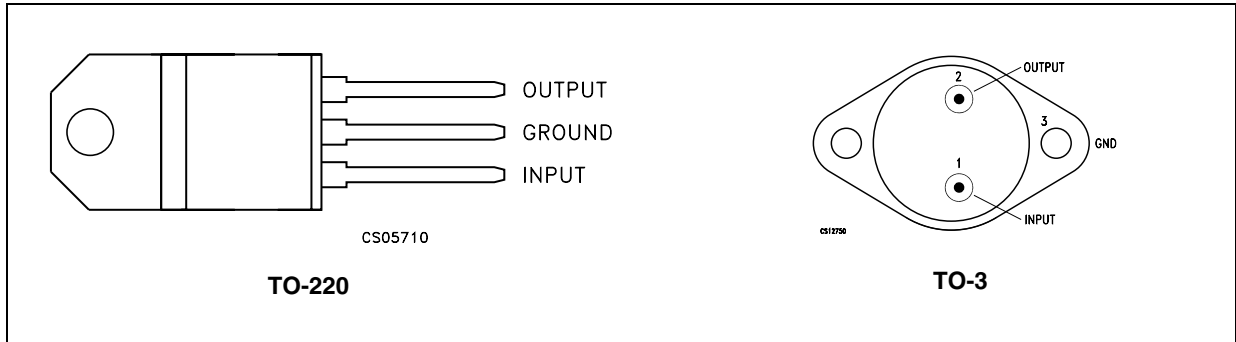 OUTPUT
GROUND
INPUT
CS05710
TO-220
2
OUTPUT
3
GND
1
INPUT
CS12750
TO-3